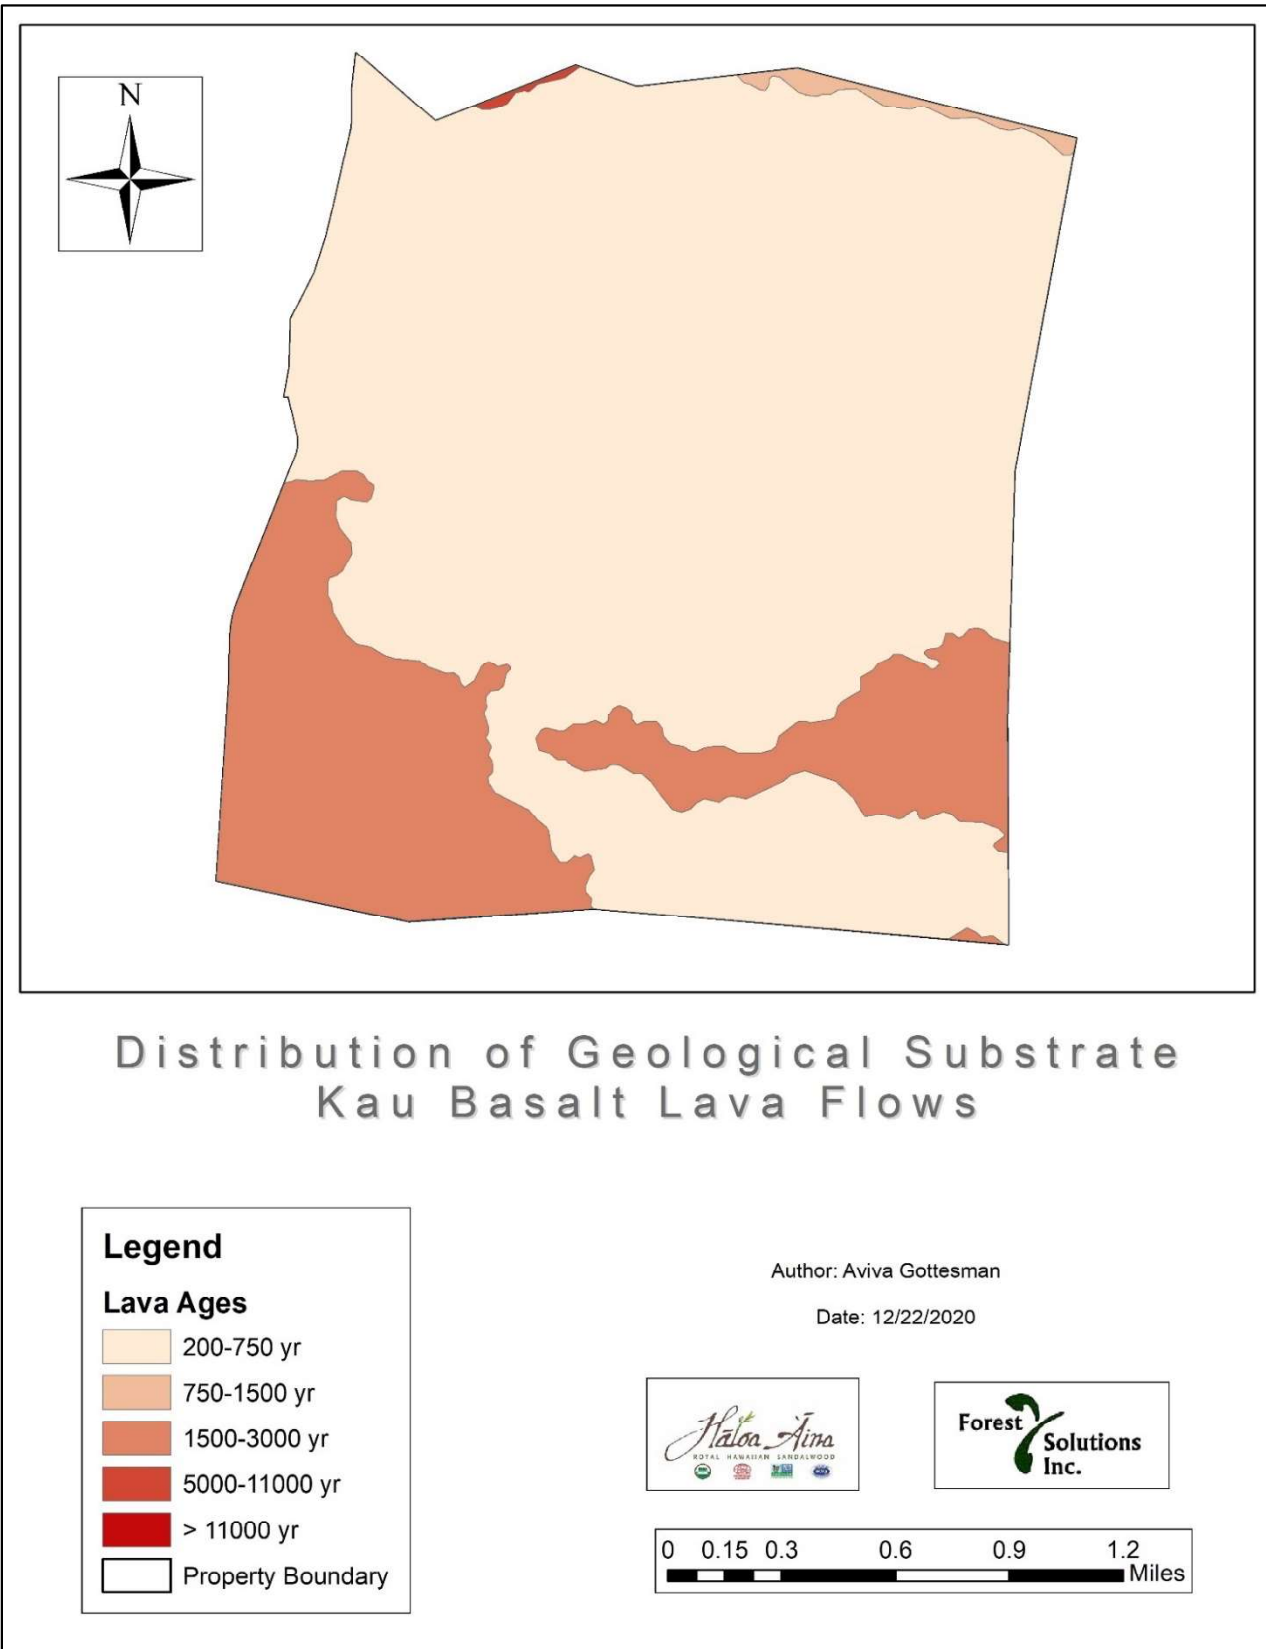 N
Distribution of Geological Substrate
Kau Basalt Lava Flows
Legend
Lava Ages
200-750 yr
750-1500 yr
1500-3000 yr
5000-11000 yr
> 11000 yr
Property Boundary
Author: Aviva Gottesman
Date: 12/22/2020
Hāloa ʻĀina
ROYAL HAWAIIAN SANDALWOOD
Forest
Solutions
Inc.
0 0.15 0.3 0.6 0.9 1.2
Miles